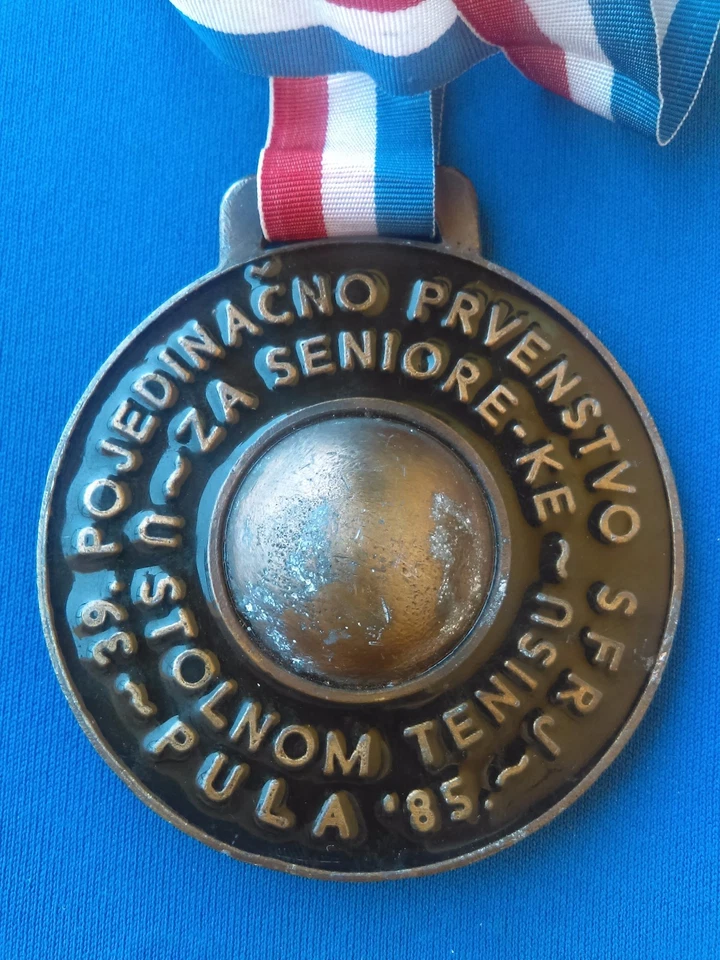 39. POJEDINAČNO PRVENSTVO SFRJ
~ PULA '85. ~
~ ZA SENIORE-KE ~
U STOLNOM TENISU